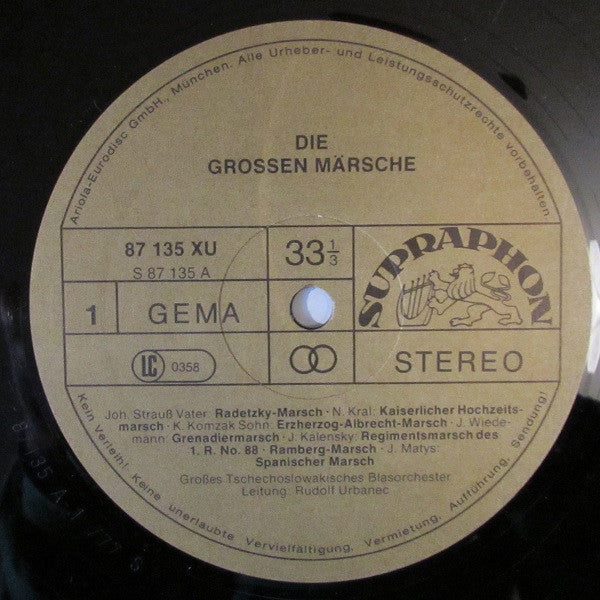 Ariola-Eurodisc GmbH., München. Alle Urheber- und Leistungsschutzrechte vorbehalten.
DIE
GROSSEN MÄRSCHE
87 135 XU
S 87 135 A
33 1/3
SUPRAPHON
1
GEMA
LC 0358
STEREO
Joh. Strauß Vater: Radetzky-Marsch · N. Kral: Kaiserlicher Hochzeits-
marsch · K. Komzak Sohn: Erzherzog-Albrecht-Marsch · J. Wiede-
mann: Grenadiermarsch · J. Kalensky: Regimentsmarsch des
1. R. No. 88 · Ramberg-Marsch · J. Matys:
Spanischer Marsch
Großes Tschechoslowakisches Blasorchester
Leitung: Rudolf Urbanec
Kein Verleih! Keine unerlaubte Vervielfältigung, Vermietung, Aufführung, Sendung!